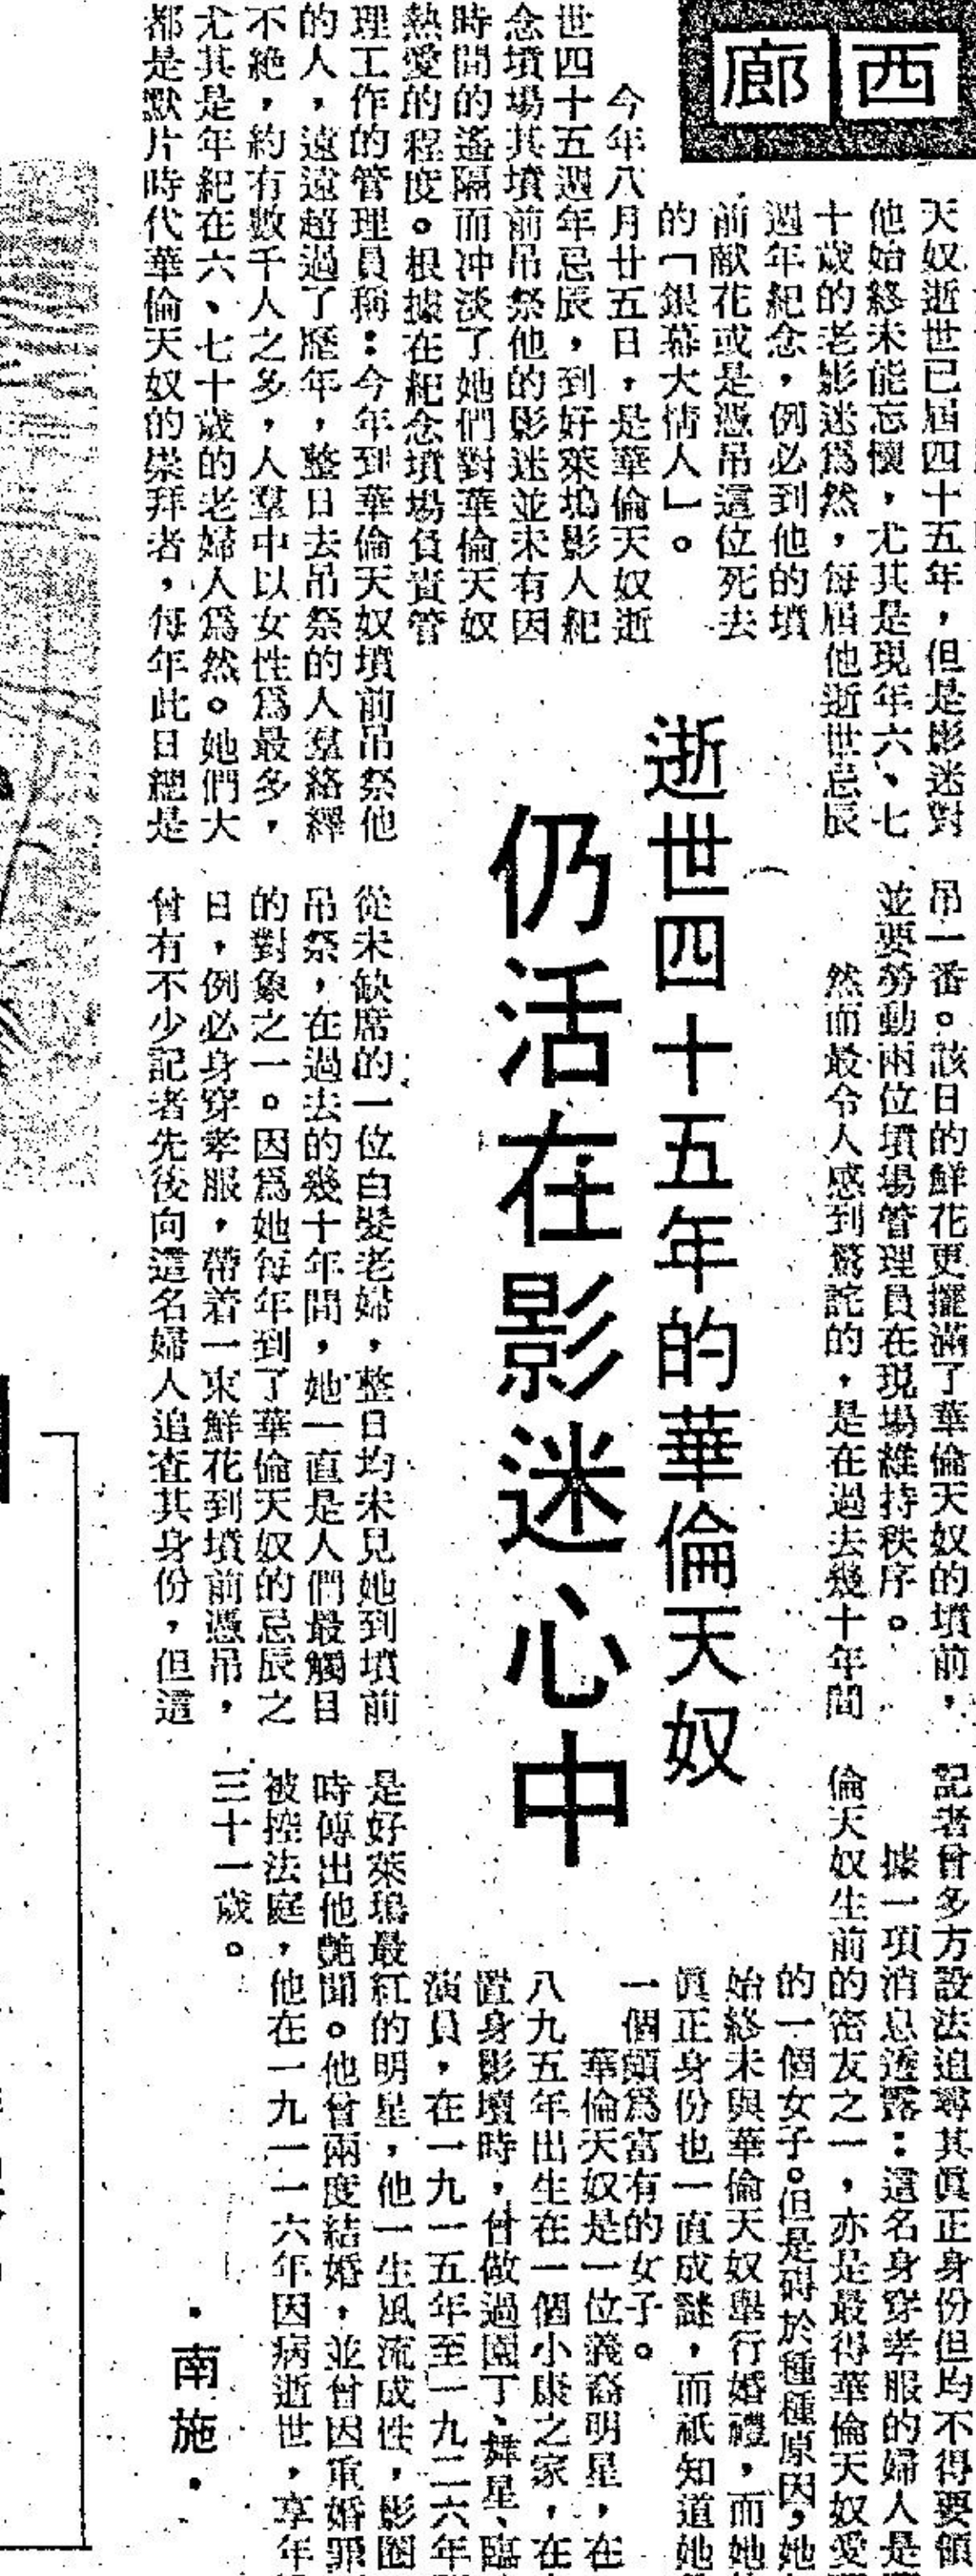 西廊
逝世四十五年的華倫天奴
仍活在影迷心中
天奴逝世已屆四十五年，但是影迷對
他始終未能忘懷，尤其是現年六、七
十歲的老影迷爲然，每屆他逝世忌辰
週年紀念，例必到他的墳
前獻花或是憑吊這位死去
的「銀幕大情人」。
今年八月廿五日，是華倫天奴逝
世四十五週年忌辰，到好萊塢影人紀
念墳場其墳前吊祭他的影迷並未有因
時間的遙隔而冲淡了她們對華倫天奴
熱愛的程度。根據在紀念墳場負責管
理工作的管理員稱：今年到華倫天奴墳前吊祭他
的人，遠遠超過了歷年，整日去吊祭的人羣絡繹
不絕，約有數千人之多，人羣中以女性爲最多，
尤其是年紀在六、七十歲的老婦人爲然。她們大
都是默片時代華倫天奴的崇拜者，每年此日總是
吊一番。該日的鮮花更擺滿了華倫天奴的墳前，
並要勞動兩位墳場管理員在現場維持秩序。
然而最令人感到驚詫的，是在過去幾十年間
從未缺席的一位白髮老婦，整日均未見她到墳前
吊祭，在過去的幾十年間，她一直是人們最觸目
的對象之一。因爲她每年到了華倫天奴的忌辰之
日，例必身穿孝服，帶着一束鮮花到墳前憑吊，
曾有不少記者先後向這名婦人追查其身份，但這
記者曾多方設法追尋其眞正身份但均不得要領
據一項消息透露：這名身穿孝服的婦人是
倫天奴生前的密友之一，亦是最得華倫天奴愛
的一個女子。但是碍於種種原因，她
始終未與華倫天奴舉行婚禮，而她
眞正身份也一直成謎，而祇知道她
一個頗爲富有的女子。
華倫天奴是一位義裔明星，在
八九五年出生在一個小康之家，在
置身影壇時，曾做過園丁、舞星、臨
演員，在一九一五年至一九二六年
是好萊塢最紅的明星，他一生風流成性，影圈
時傳出他艷聞。他曾兩度結婚，並曾因重婚罪
被控法庭，他在一九二六年因病逝世，享年
三十一歲。
·南施·